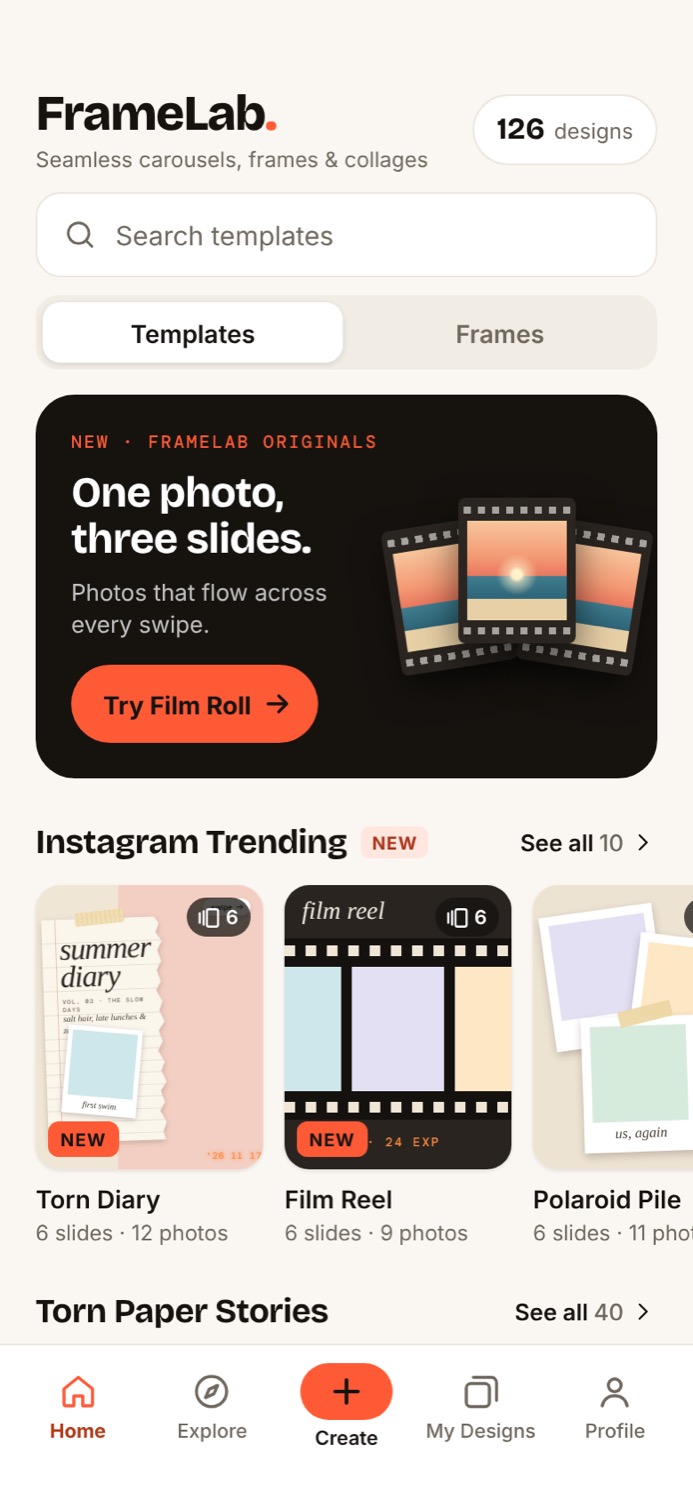 FrameLab.
Seamless carousels, frames & collages
126 designs
Search templates
Templates
Frames
NEW · FRAMELAB ORIGINALS
One photo,
three slides.
Photos that flow across
every swipe.
Try Film Roll →
Instagram Trending
NEW
See all 10
6
summer
diary
VOL. 03 · THE SLOW
DAYS
salt hair, late lunches &
first swim
NEW
'26 11 17
film reel
6
NEW
· 24 EXP
us, again
Torn Diary
6 slides · 12 photos
Film Reel
6 slides · 9 photos
Polaroid Pile
6 slides · 11 phot
Torn Paper Stories
See all 40
Home
Explore
Create
My Designs
Profile